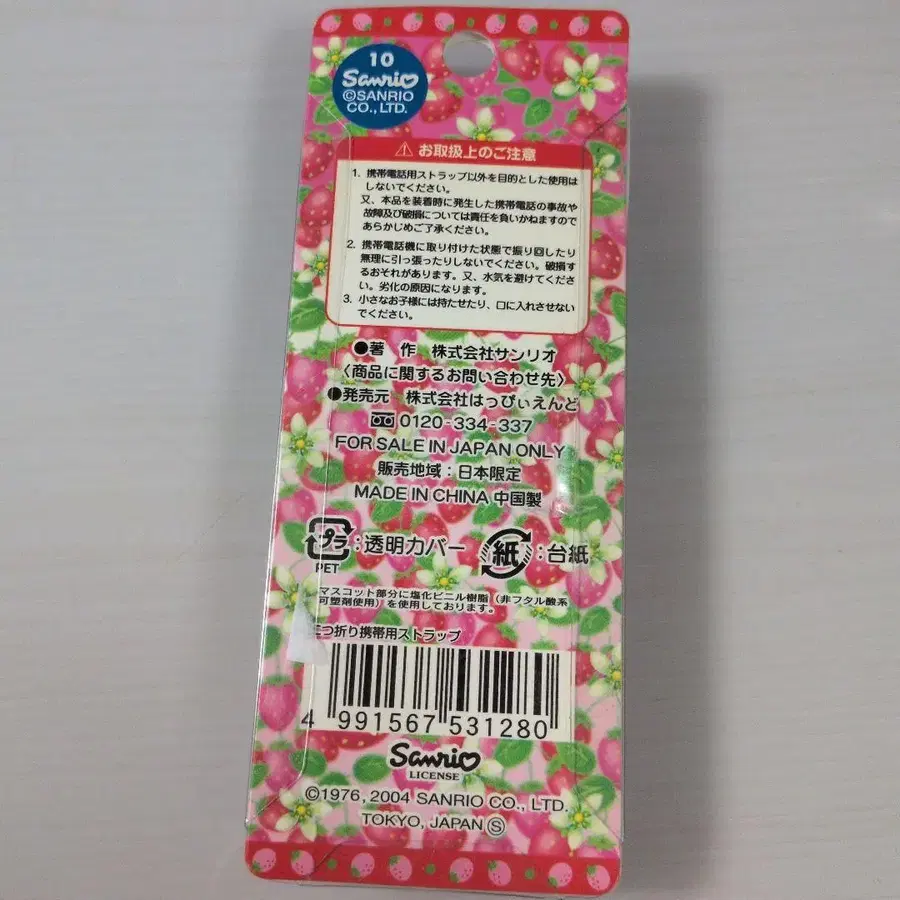 10
Sanrio
©SANRIO
CO., LTD.
⚠ お取扱上のご注意
1. 携帯電話用ストラップ以外を目的とした使用は
しないでください。
又、本品を装着時に発生した携帯電話の事故や
故障及び破損については責任を負いかねますので
あらかじめご了承ください。
2. 携帯電話機に取り付けた状態で振り回したり
無理に引っ張ったりしないでください。破損す
るおそれがあります。又、水気を避けてくださ
い。劣化の原因になります。
3. 小さなお子様には持たせたり、口に入れさせない
でください。
●著 作 株式会社サンリオ
〈商品に関するお問い合わせ先〉
●発売元 株式会社はっぴぃえんど
0120-334-337
FOR SALE IN JAPAN ONLY
販売地域：日本限定
MADE IN CHINA 中国製
プラ：透明カバー 紙：台紙
PET
マスコット部分に塩化ビニル樹脂（非フタル酸系
可塑剤使用）を使用しております。
つ折り携帯用ストラップ
4 991567 531280
Sanrio
LICENSE
©1976, 2004 SANRIO CO., LTD.
TOKYO, JAPAN Ⓢ